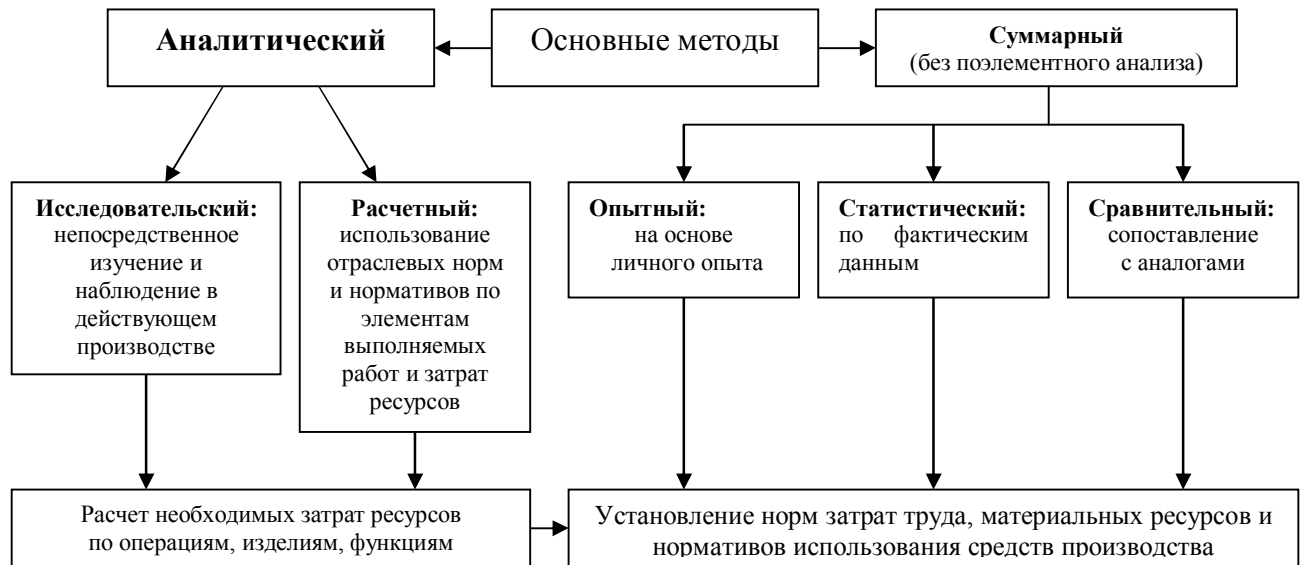 Аналитический
Основные методы
Суммарный
(без поэлементного анализа)
Исследовательский:
непосредственное
изучение и
наблюдение в
действующем
производстве
Расчетный:
использование
отраслевых норм
и нормативов по
элементам
выполняемых
работ и затрат
ресурсов
Опытный:
на основе
личного опыта
Статистический:
по фактическим
данным
Сравнительный:
сопоставление
с аналогами
Расчет необходимых затрат ресурсов
по операциям, изделиям, функциям
Установление норм затрат труда, материальных ресурсов и
нормативов использования средств производства